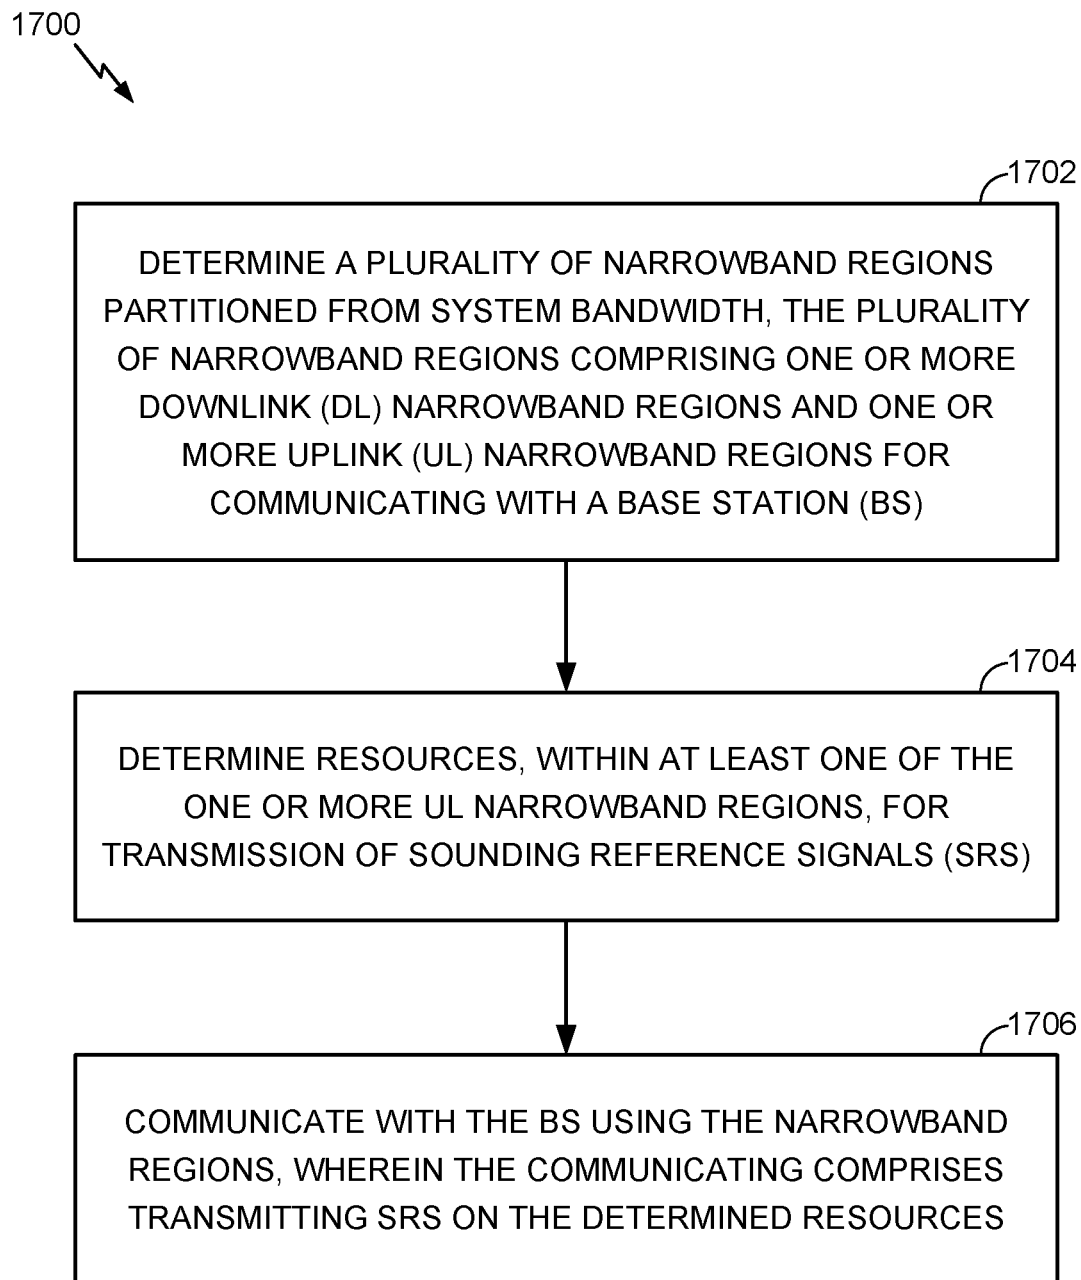 1700
1702
DETERMINE A PLURALITY OF NARROWBAND REGIONS
PARTITIONED FROM SYSTEM BANDWIDTH, THE PLURALITY
OF NARROWBAND REGIONS COMPRISING ONE OR MORE
DOWNLINK (DL) NARROWBAND REGIONS AND ONE OR
MORE UPLINK (UL) NARROWBAND REGIONS FOR
COMMUNICATING WITH A BASE STATION (BS)
1704
DETERMINE RESOURCES, WITHIN AT LEAST ONE OF THE
ONE OR MORE UL NARROWBAND REGIONS, FOR
TRANSMISSION OF SOUNDING REFERENCE SIGNALS (SRS)
1706
COMMUNICATE WITH THE BS USING THE NARROWBAND
REGIONS, WHEREIN THE COMMUNICATING COMPRISES
TRANSMITTING SRS ON THE DETERMINED RESOURCES